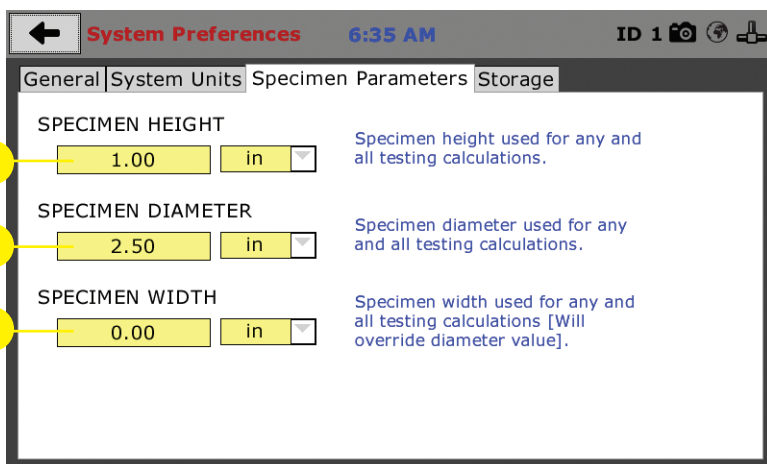 System Preferences 6:35 AM ID 1
General System Units Specimen Parameters Storage
SPECIMEN HEIGHT
1.00 in
Specimen height used for any and
all testing calculations.
SPECIMEN DIAMETER
2.50 in
Specimen diameter used for any
and all testing calculations.
SPECIMEN WIDTH
0.00 in
Specimen width used for any and
all testing calculations [Will
override diameter value].